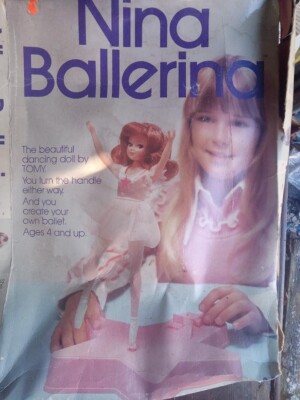 Nina
Ballerina
The beautiful
dancing doll by
TOMY.
You turn the handle
either way.
And you
create your
own ballet.
Ages 4 and up.